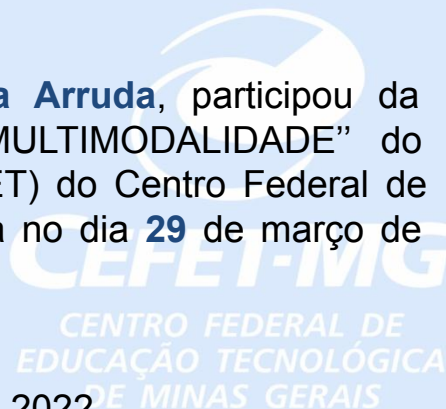 a Arruda, participou da
MULTIMODALIDADE” do
ET) do Centro Federal de
a no dia 29 de março de
CEFET-MG
CENTRO FEDERAL DE
EDUCAÇÃO TECNOLÓGICA
DE MINAS GERAIS
2022